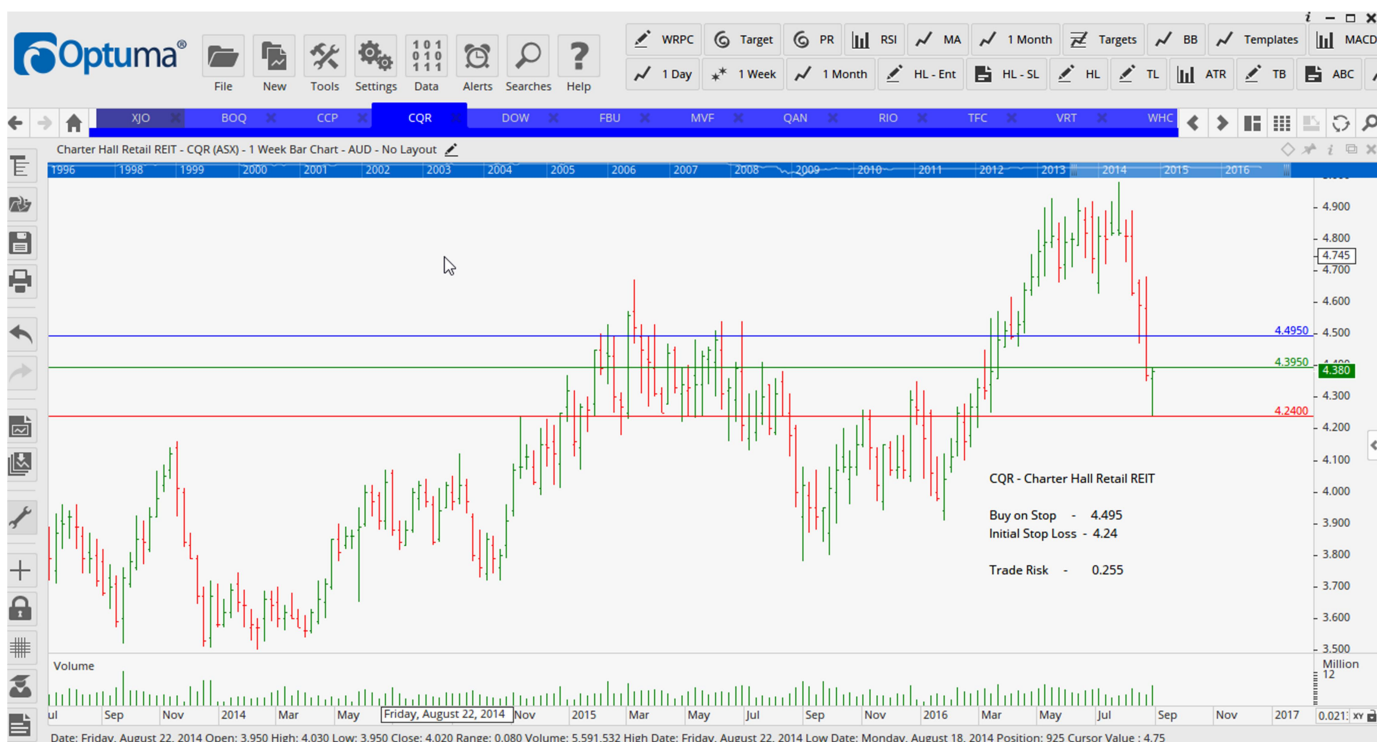 i
Optuma®
File
New
Tools
Settings
Data
Alerts
Searches
Help
101
010
111
WRPC
Target
PR
RSI
MA
1 Month
Targets
BB
Templates
MACD
1 Day
1 Week
1 Month
HL - Ent
HL - SL
HL
TL
ATR
TB
ABC
XJO
BOQ
CCP
CQR
DOW
FBU
MVF
QAN
RIO
TFC
VRT
WHC
Charter Hall Retail REIT - CQR (ASX) - 1 Week Bar Chart - AUD - No Layout
1996 1998 1999 2000 2001 2002 2003 2004 2005 2006 2007 2008 2009 2010 2011 2012 2013 2014 2015 2016
4.900
4.800
4.745
4.700
4.600
4.500
4.4950
4.3950
4.380
4.300
4.2400
4.200
4.100
4.000
3.900
3.800
3.700
3.600
3.500
CQR - Charter Hall Retail REIT
Buy on Stop - 4.495
Initial Stop Loss - 4.24
Trade Risk - 0.255
Volume
Million
12
ul Sep Nov 2014 Mar May Friday, August 22, 2014 Nov 2015 Mar May Jul Sep Nov 2016 Mar May Jul Sep Nov 2017
XY
Date: Friday, August 22, 2014 Open: 3.950 High: 4.030 Low: 3.950 Close: 4.020 Range: 0.080 Volume: 5,591,532 High Date: Friday, August 22, 2014 Low Date: Monday, August 18, 2014 Position: 925 Cursor Value : 4.75